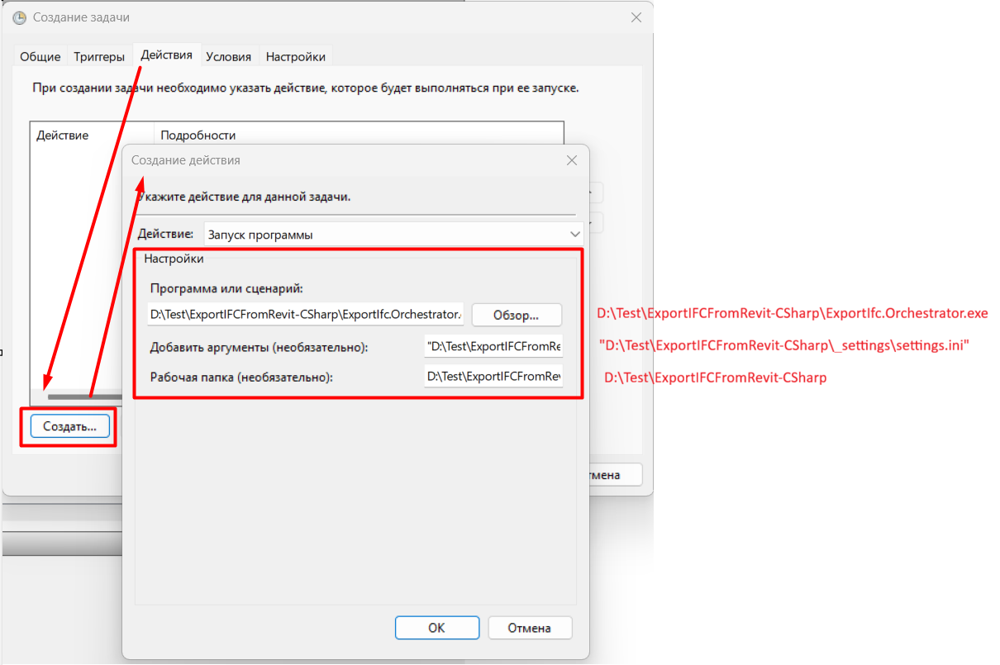 Создание задачи
Общие Триггеры Действия Условия Настройки
При создании задачи необходимо указать действие, которое будет выполняться при ее запуске.
Действие Подробности
Создание действия
Укажите действие для данной задачи.
Действие: Запуск программы
Настройки
Программа или сценарий:
D:\Test\ExportIFCFromRevit-CSharp\ExportIfc.Orchestrator. Обзор... D:\Test\ExportIFCFromRevit-CSharp\ExportIfc.Orchestrator.exe
Добавить аргументы (необязательно): "D:\Test\ExportIFCFromRe "D:\Test\ExportIFCFromRevit-CSharp\_settings\settings.ini"
Рабочая папка (необязательно): D:\Test\ExportIFCFromRev D:\Test\ExportIFCFromRevit-CSharp
Создать...
тмена
ОК Отмена